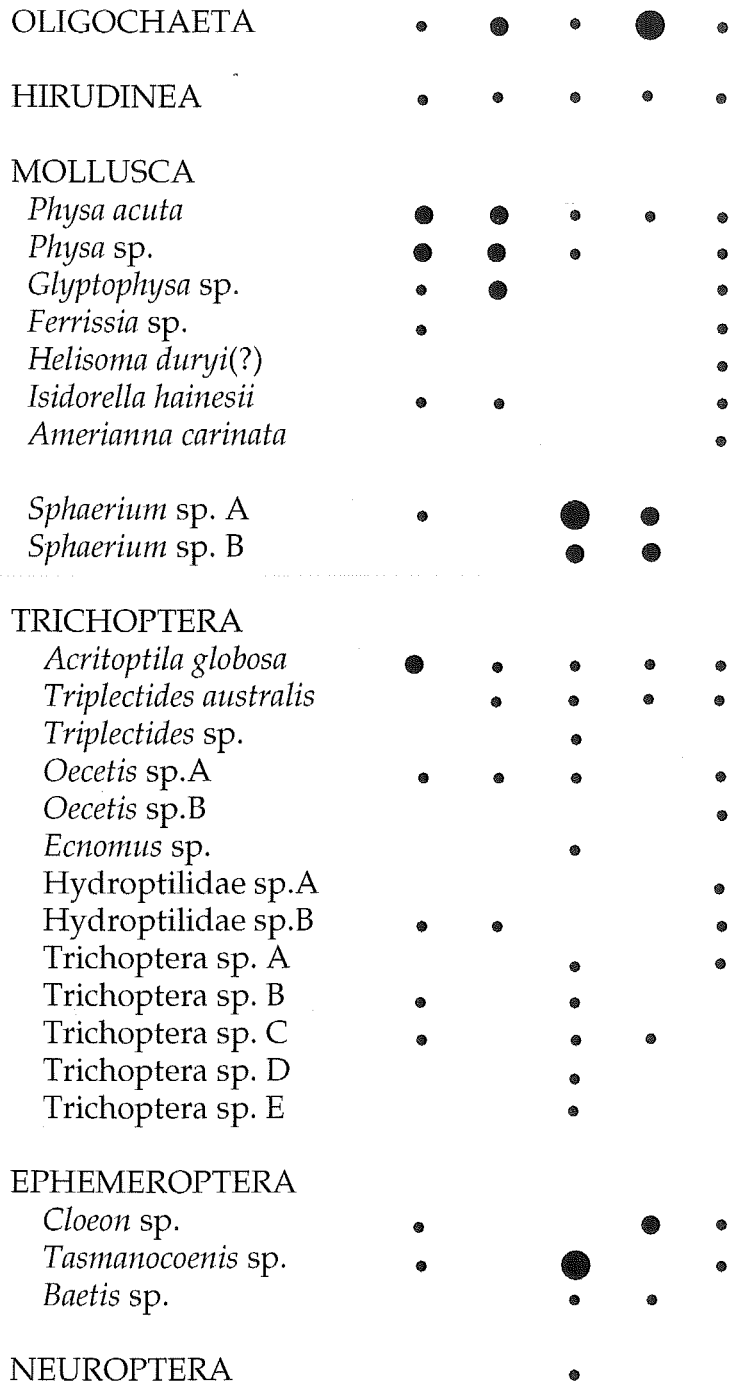 OLIGOCHAETA
HIRUDINEA
MOLLUSCA
Physa acuta
Physa sp.
Glyptophysa sp.
Ferrissia sp.
Helisoma duryi(?)
Isidorella hainesii
Amerianna carinata
Sphaerium sp. A
Sphaerium sp. B
TRICHOPTERA
Acritoptila globosa
Triplectides australis
Triplectides sp.
Oecetis sp.A
Oecetis sp.B
Ecnomus sp.
Hydroptilidae sp.A
Hydroptilidae sp.B
Trichoptera sp. A
Trichoptera sp. B
Trichoptera sp. C
Trichoptera sp. D
Trichoptera sp. E
EPHEMEROPTERA
Cloeon sp.
Tasmanocoenis sp.
Baetis sp.
NEUROPTERA